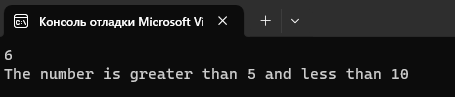 Консоль отладки Microsoft Vi
6
The number is greater than 5 and less than 10